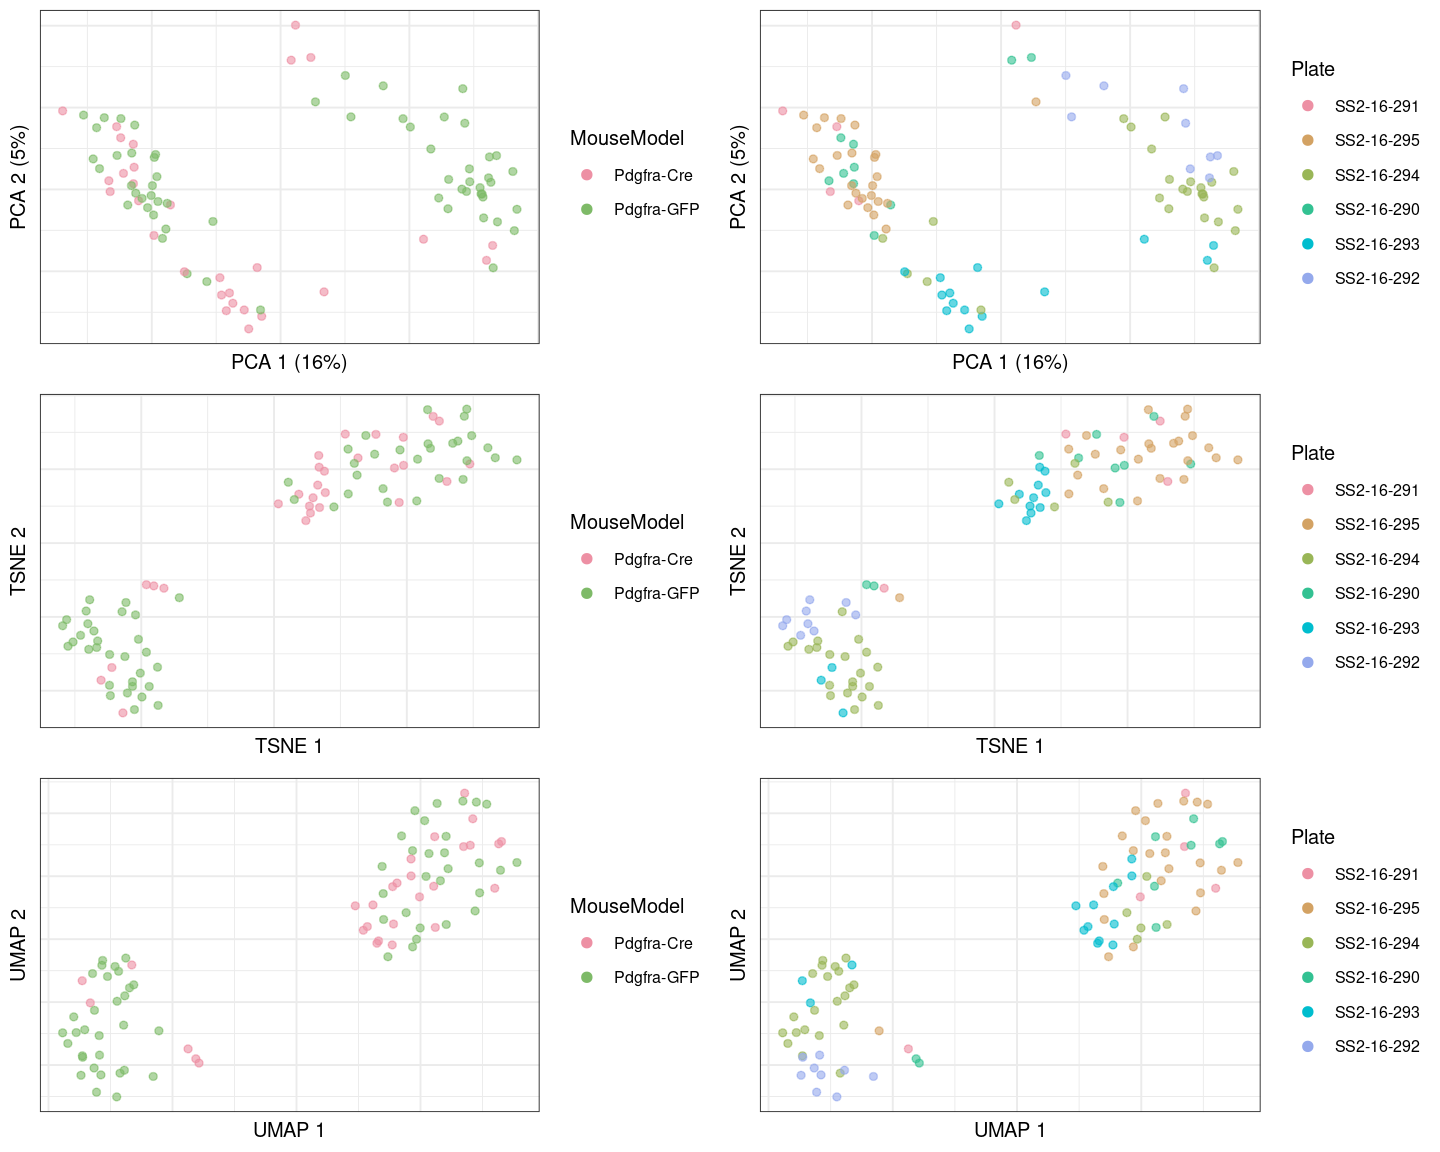 PCA 2 (5%)
PCA 1 (16%)
MouseModel
Pdgfra-Cre
Pdgfra-GFP
PCA 2 (5%)
PCA 1 (16%)
Plate
SS2-16-291
SS2-16-295
SS2-16-294
SS2-16-290
SS2-16-293
SS2-16-292
TSNE 2
TSNE 1
MouseModel
Pdgfra-Cre
Pdgfra-GFP
TSNE 2
TSNE 1
Plate
SS2-16-291
SS2-16-295
SS2-16-294
SS2-16-290
SS2-16-293
SS2-16-292
UMAP 2
UMAP 1
MouseModel
Pdgfra-Cre
Pdgfra-GFP
UMAP 2
UMAP 1
Plate
SS2-16-291
SS2-16-295
SS2-16-294
SS2-16-290
SS2-16-293
SS2-16-292